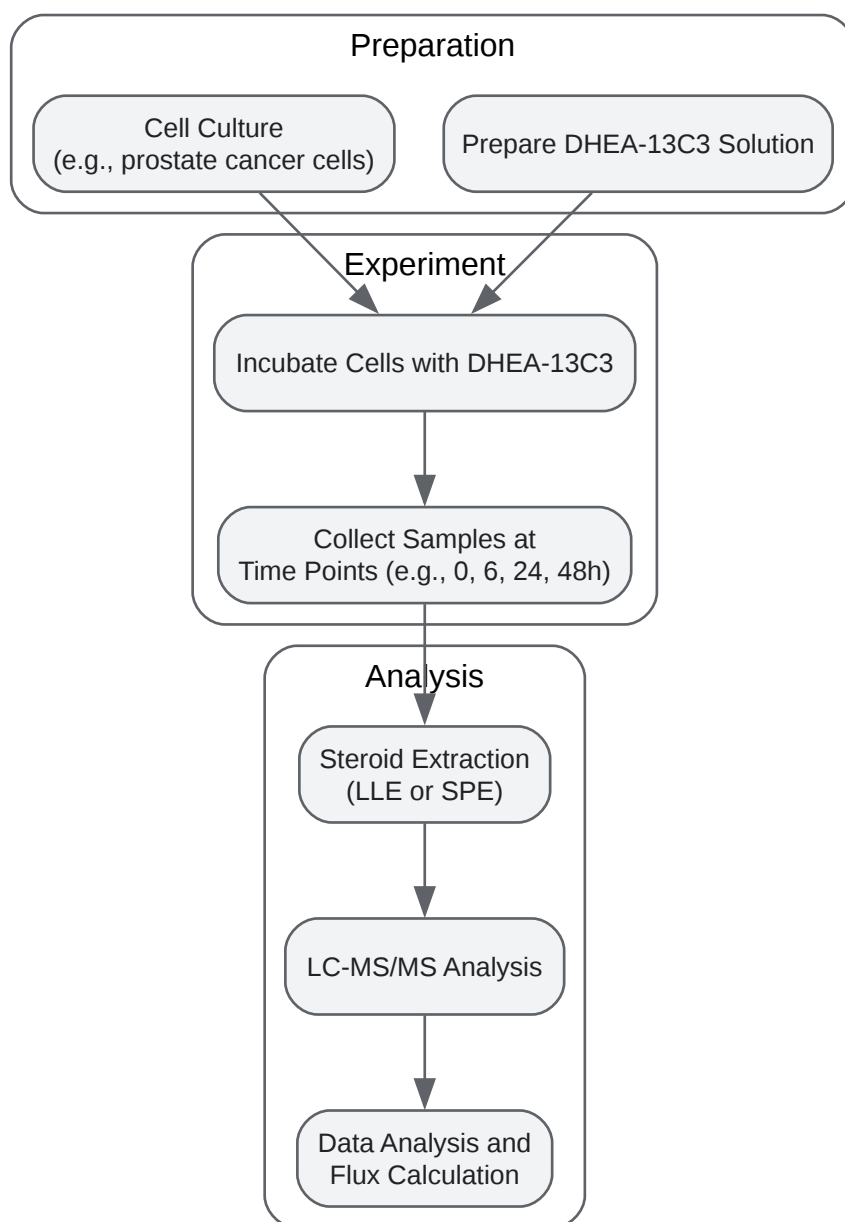 Preparation
Cell Culture
(e.g., prostate cancer cells)
Prepare DHEA-13C3 Solution
Experiment
Incubate Cells with DHEA-13C3
Collect Samples at
Time Points (e.g., 0, 6, 24, 48h)
Analysis
Steroid Extraction
(LLE or SPE)
LC-MS/MS Analysis
Data Analysis and
Flux Calculation